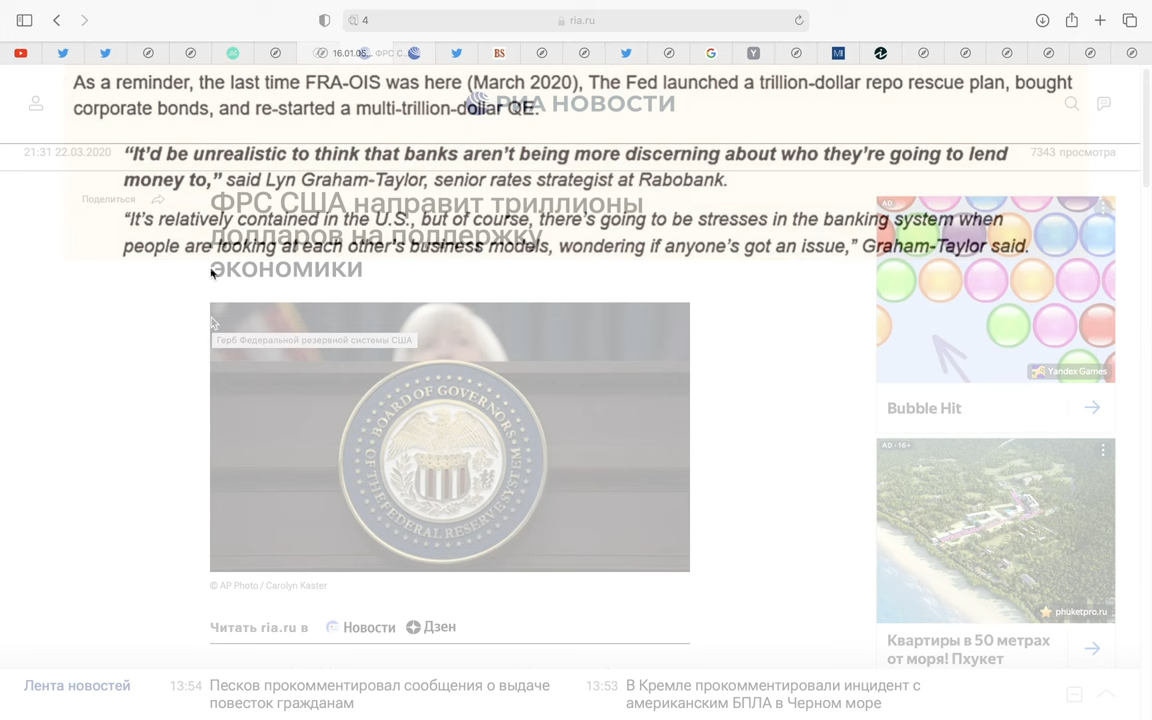 4
ria.ru
BS
G
Y
MI
16.01.05... ФРС С...
As a reminder, the last time FRA-OIS was here (March 2020), The Fed launched a trillion-dollar repo rescue plan, bought
corporate bonds, and re-started a multi-trillion-dollar QE.
РИА НОВОСТИ
21:31 22.03.2020
7343 просмотра
“It’d be unrealistic to think that banks aren’t being more discerning about who they’re going to lend
money to,” said Lyn Graham-Taylor, senior rates strategist at Rabobank.
Поделиться
ФРС США направит триллионы
долларов на поддержку
экономики
“It’s relatively contained in the U.S., but of course, there’s going to be stresses in the banking system when
people are looking at each other’s business models, wondering if anyone’s got an issue,” Graham-Taylor said.
AD
Герб Федеральной резервной системы США
BOARD OF GOVERNORS
OF THE FEDERAL RESERVE SYSTEM
Yandex Games
Bubble Hit
AD · 16+
phuketpro.ru
Квартиры в 50 метрах
от моря! Пхукет
© AP Photo / Carolyn Kaster
Читать ria.ru в Новости Дзен
Лента новостей
13:54 Песков прокомментировал сообщения о выдаче
повесток гражданам
13:53 В Кремле прокомментировали инцидент с
американским БПЛА в Черном море